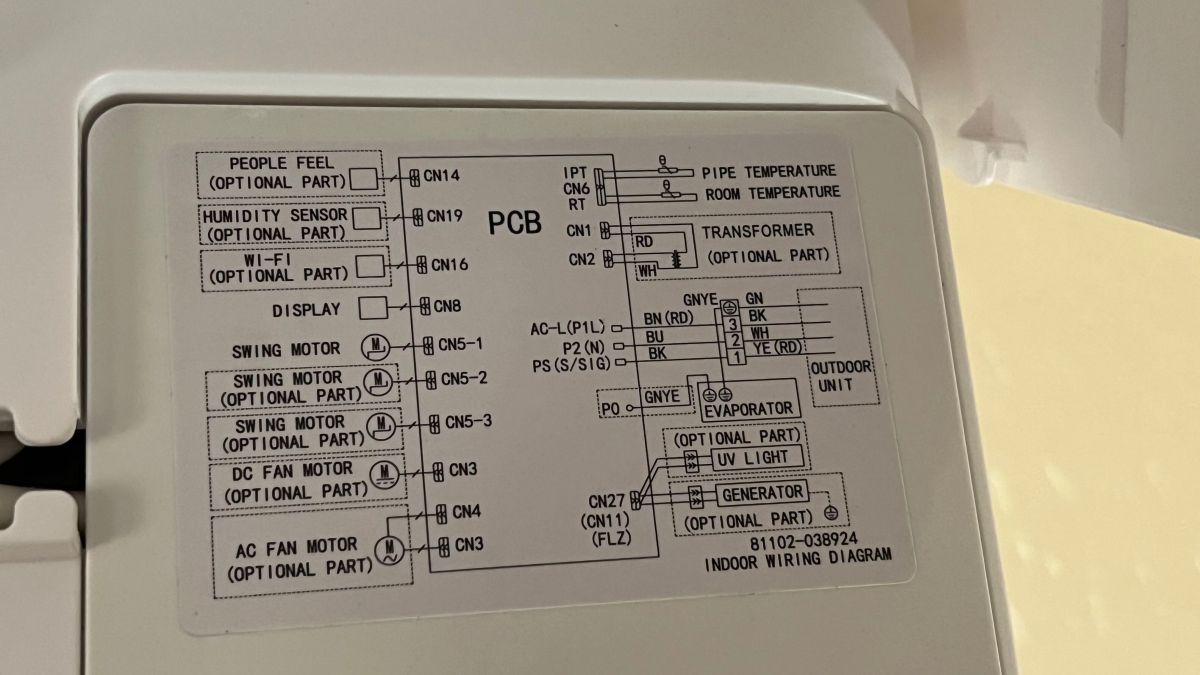 PEOPLE FEEL
(OPTIONAL PART)
CN14
HUMIDITY SENSOR
(OPTIONAL PART)
CN19
WI-FI
(OPTIONAL PART)
CN16
DISPLAY
CN8
SWING MOTOR
M
CN5-1
SWING MOTOR
(OPTIONAL PART)
M
CN5-2
SWING MOTOR
(OPTIONAL PART)
M
CN5-3
DC FAN MOTOR
(OPTIONAL PART)
M
CN3
CN4
AC FAN MOTOR
(OPTIONAL PART)
M
CN3
PCB
IPT
CN6
RT
θ
PIPE TEMPERATURE
θ
ROOM TEMPERATURE
CN1
RD
TRANSFORMER
CN2
WH
(OPTIONAL PART)
GNYE
GN
AC-L(P1L)
BN(RD)
3
BK
P2(N)
BU
2
WH
PS(S/SIG)
BK
1
YE(RD)
OUTDOOR
UNIT
PO
GNYE
EVAPORATOR
(OPTIONAL PART)
UV LIGHT
CN27
(CN11)
(FLZ)
GENERATOR
(OPTIONAL PART)
81102-038924
INDOOR WIRING DIAGRAM